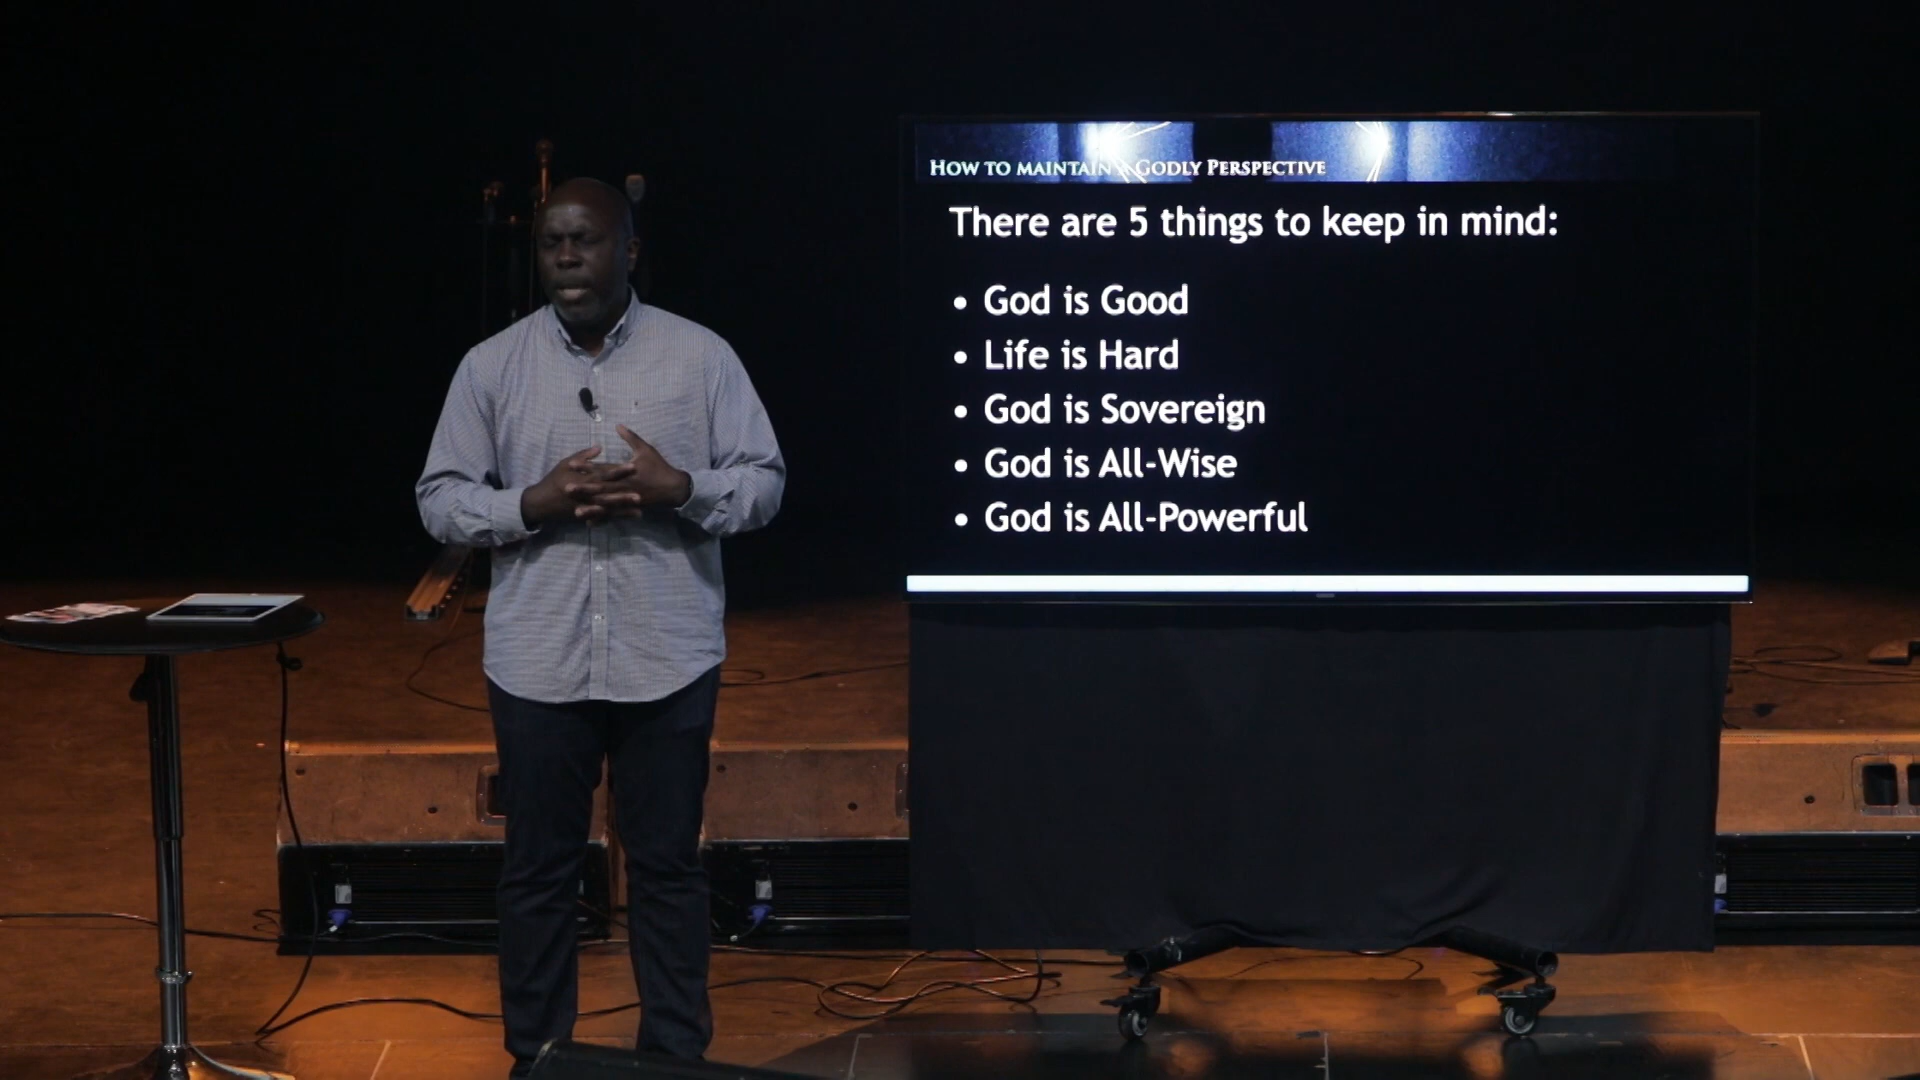 How to maintain a Godly Perspective
There are 5 things to keep in mind:
• God is Good
• Life is Hard
• God is Sovereign
• God is All-Wise
• God is All-Powerful